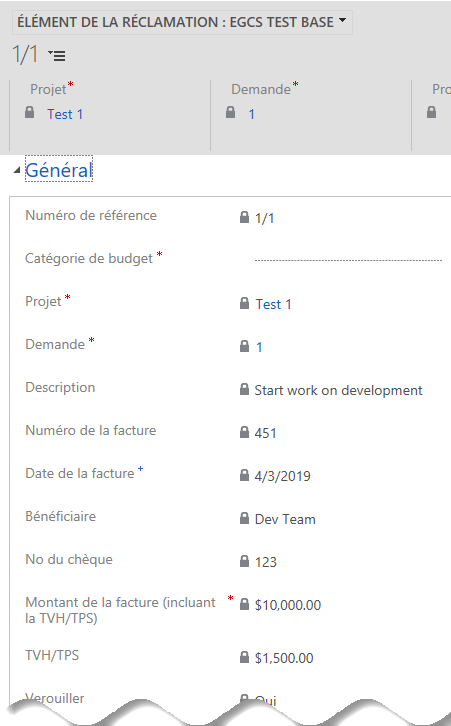 ÉLÉMENT DE LA RÉCLAMATION : EGCS TEST BASE
1/1
Projet* Demande* Pro
Test 1 1
Général
Numéro de référence 1/1
Catégorie de budget *
Projet * Test 1
Demande * 1
Description Start work on development
Numéro de la facture 451
Date de la facture + 4/3/2019
Bénéficiaire Dev Team
No du chèque 123
Montant de la facture (incluant * $10,000.00
la TVH/TPS)
TVH/TPS $1,500.00
Verouiller Oui